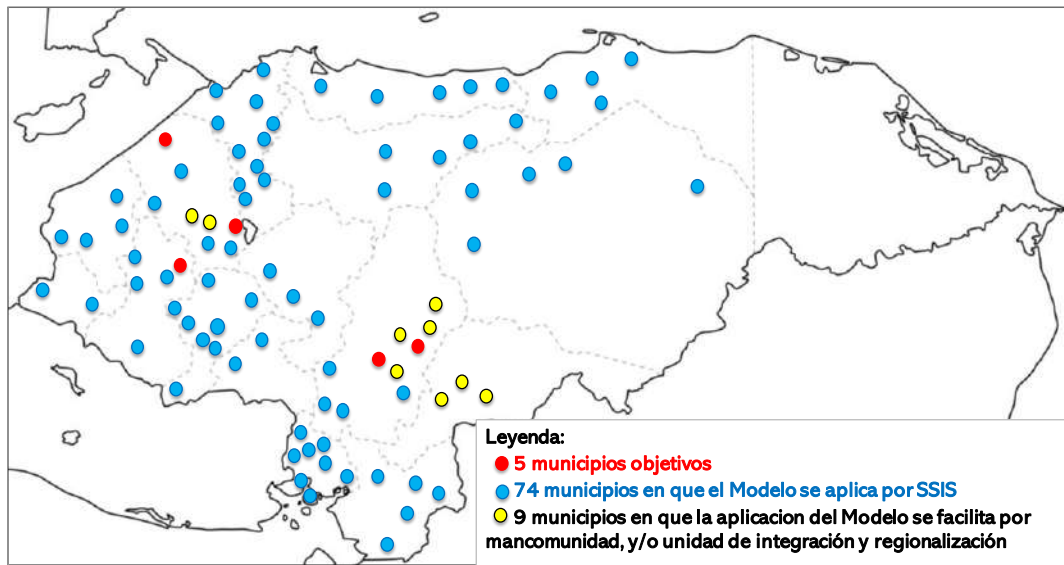 Leyenda:
5 municipios objetivos
74 municipios en que el Modelo se aplica por SSIS
9 municipios en que la aplicacion del Modelo se facilita por
mancomunidad, y/o unidad de integración y regionalización